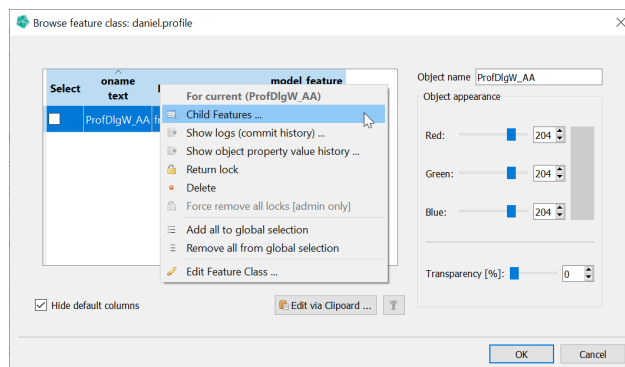 Browse feature class: daniel.profile
Select
oname
text
model feature
ProfDlgW_AA
For current (ProfDlgW_AA)
Child Features ...
Show logs (commit history) ...
Show object property value history ...
Return lock
Delete
Force remove all locks [admin only]
Add all to global selection
Remove all from global selection
Edit Feature Class ...
Hide default columns
Edit via Clipoard ...
Object name ProfDlgW_AA
Object appearance
Red: 204
Green: 204
Blue: 204
Transparency [%]: 0
OK Cancel